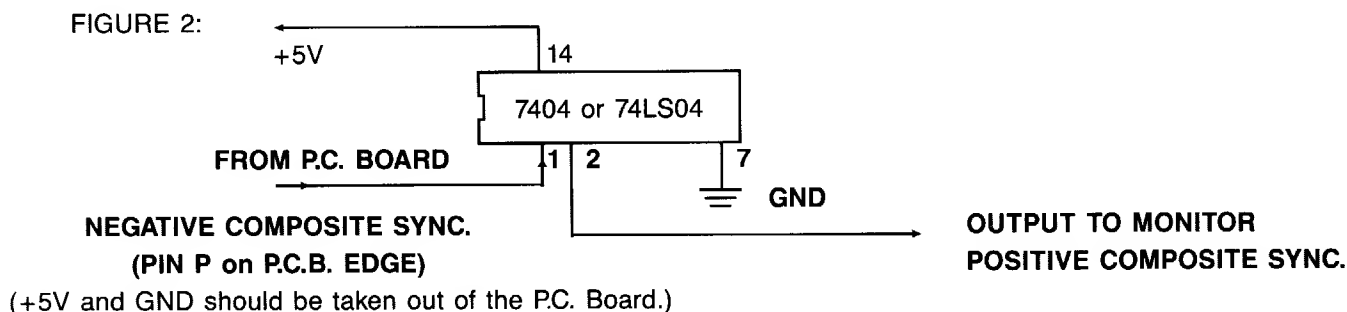 FIGURE 2:
+5V
14
7404 or 74LS04
FROM P.C. BOARD
1 2 7
GND
NEGATIVE COMPOSITE SYNC.
(PIN P on P.C.B. EDGE)
OUTPUT TO MONITOR
POSITIVE COMPOSITE SYNC.
(+5V and GND should be taken out of the P.C. Board.)